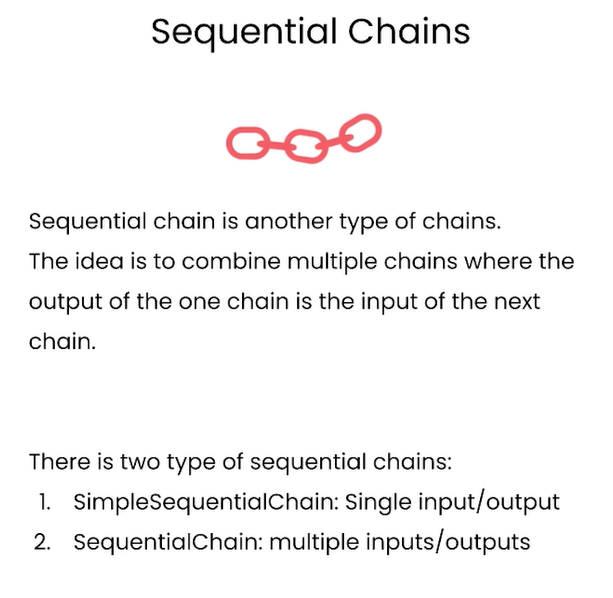 Sequential Chains
Sequential chain is another type of chains.
The idea is to combine multiple chains where the
output of the one chain is the input of the next
chain.
There is two type of sequential chains:
1. SimpleSequentialChain: Single input/output
2. SequentialChain: multiple inputs/outputs